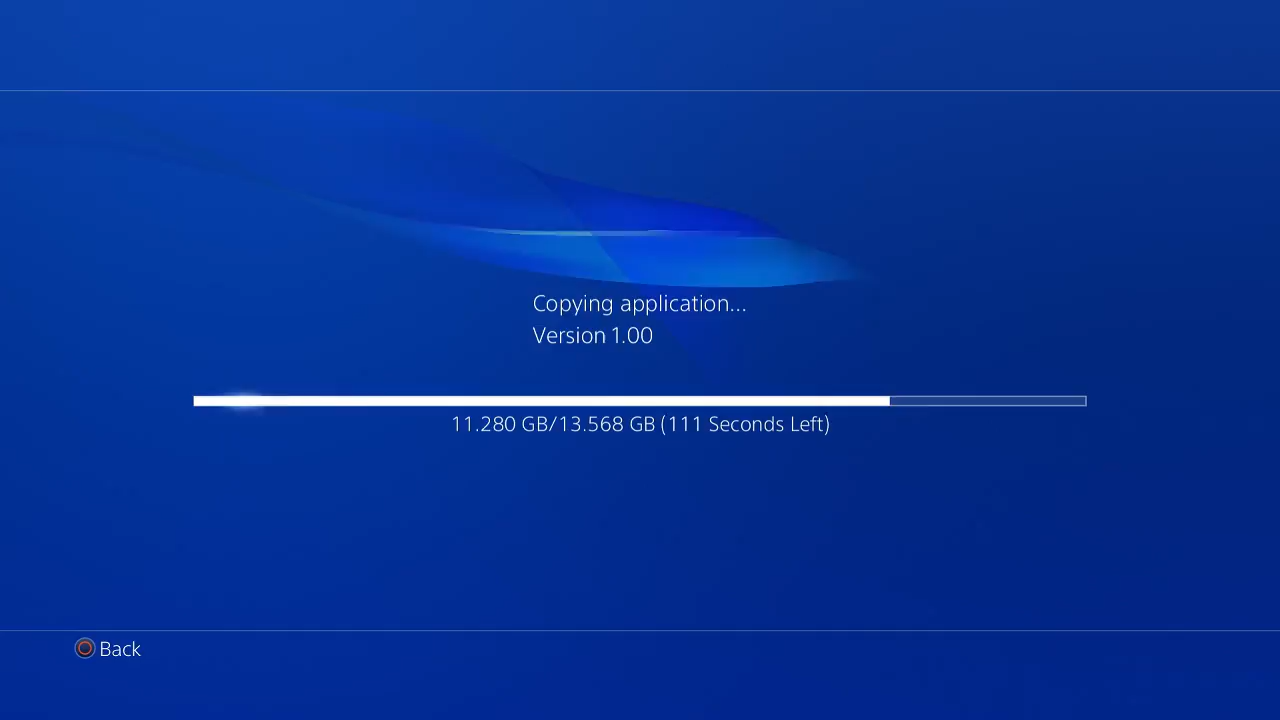 Copying application...
Version 1.00
11.280 GB/13.568 GB (111 Seconds Left)
Back